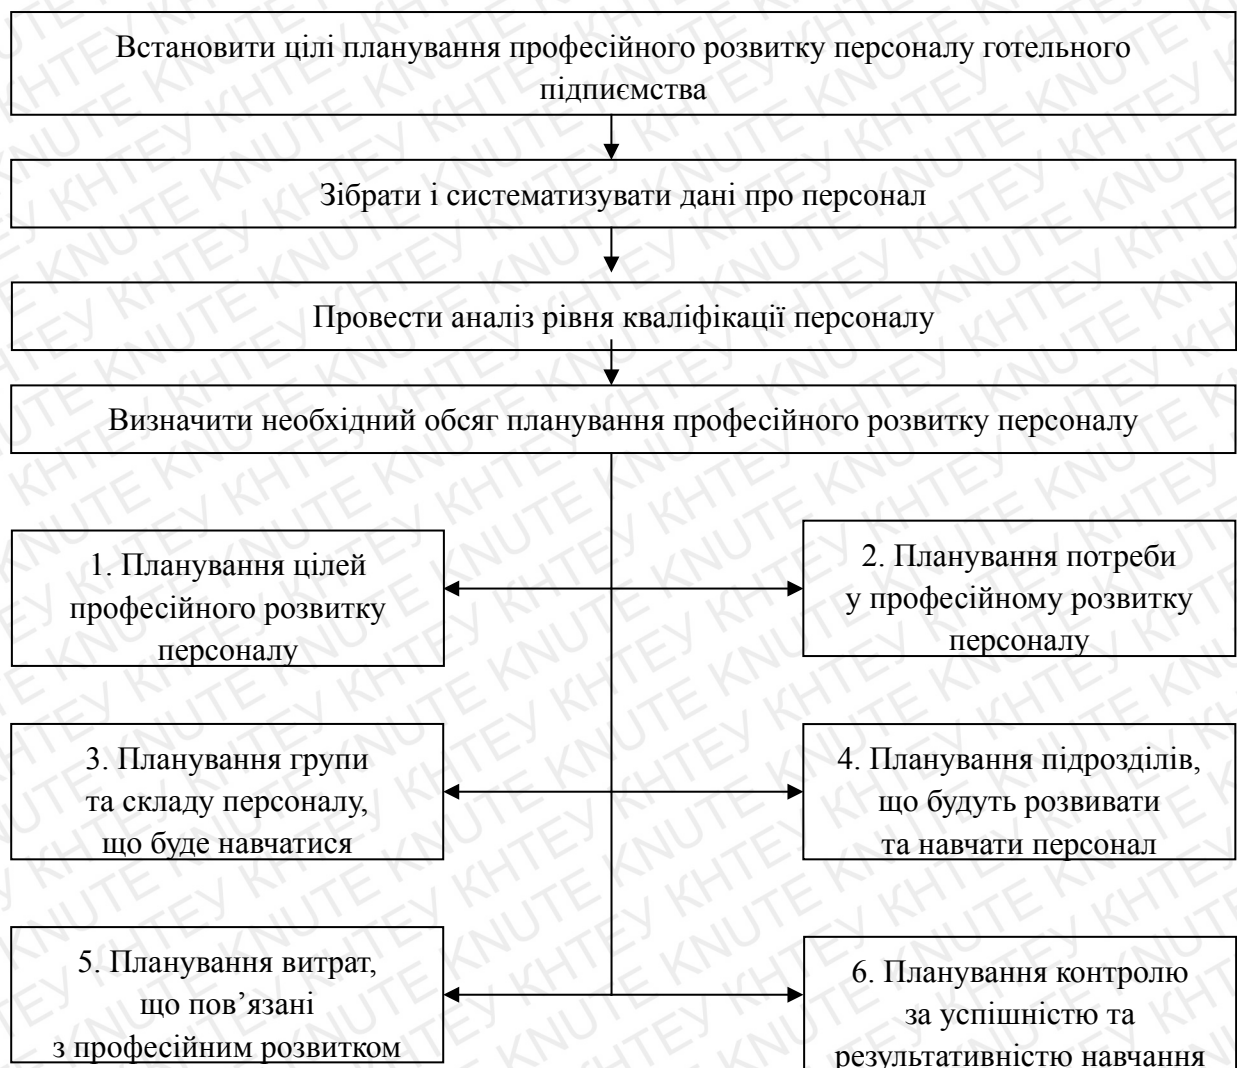 Встановити цілі планування професійного розвитку персоналу готельного
підпиємства
Зібрати і систематизувати дані про персонал
Провести аналіз рівня кваліфікації персоналу
Визначити необхідний обсяг планування професійного розвитку персоналу
1. Планування цілей
професійного розвитку
персоналу
2. Планування потреби
у професійному розвитку
персоналу
3. Планування групи
та складу персоналу,
що буде навчатися
4. Планування підрозділів,
що будуть розвивати
та навчати персонал
5. Планування витрат,
що пов’язані
з професійним розвитком
6. Планування контролю
за успішністю та
результативністю навчання